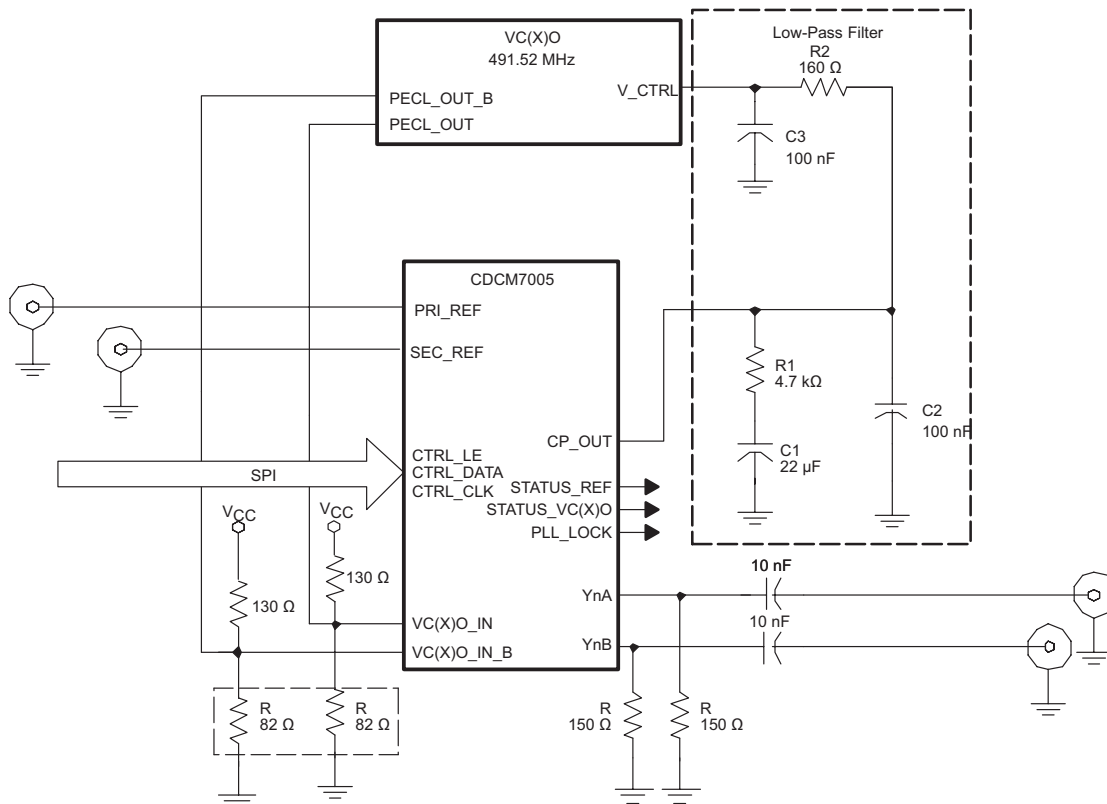 VC(X)O
491.52 MHz
PECL_OUT_B
PECL_OUT
V_CTRL
Low-Pass Filter
R2
160 Ω
C3
100 nF
CDCM7005
PRI_REF
SEC_REF
R1
4.7 kΩ
C2
100 nF
CP_OUT
C1
22 µF
SPI
CTRL_LE
CTRL_DATA
CTRL_CLK
STATUS_REF
STATUS_VC(X)O
PLL_LOCK
VCC
VCC
130 Ω
130 Ω
10 nF
YnA
10 nF
VC(X)O_IN
VC(X)O_IN_B
YnB
R
82 Ω
R
82 Ω
R
150 Ω
R
150 Ω